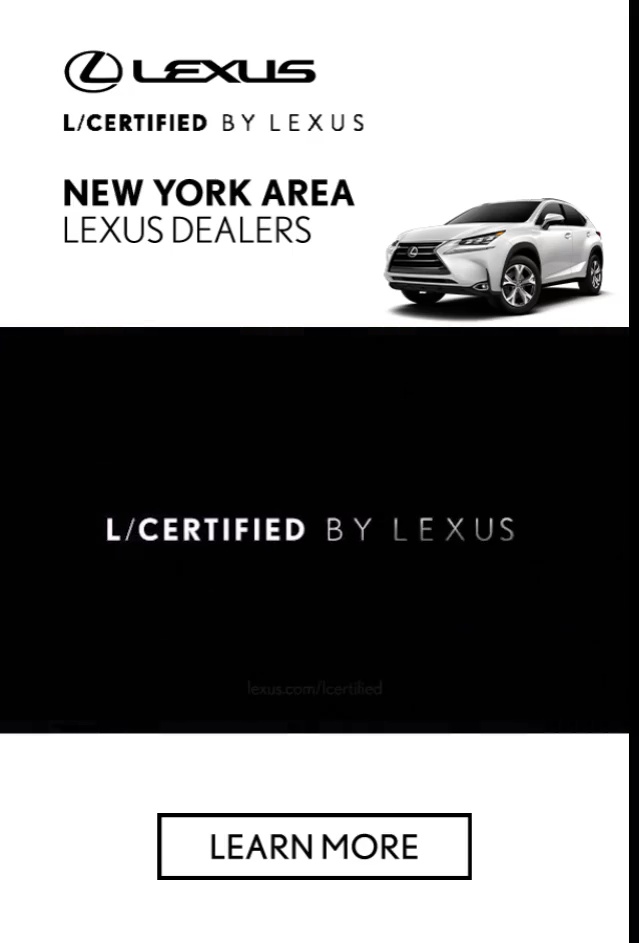 LEXUS
L/CERTIFIED BY LEXUS
NEW YORK AREA
LEXUS DEALERS
L/CERTIFIED BY LEXUS
lexus.com/lcertified
LEARN MORE